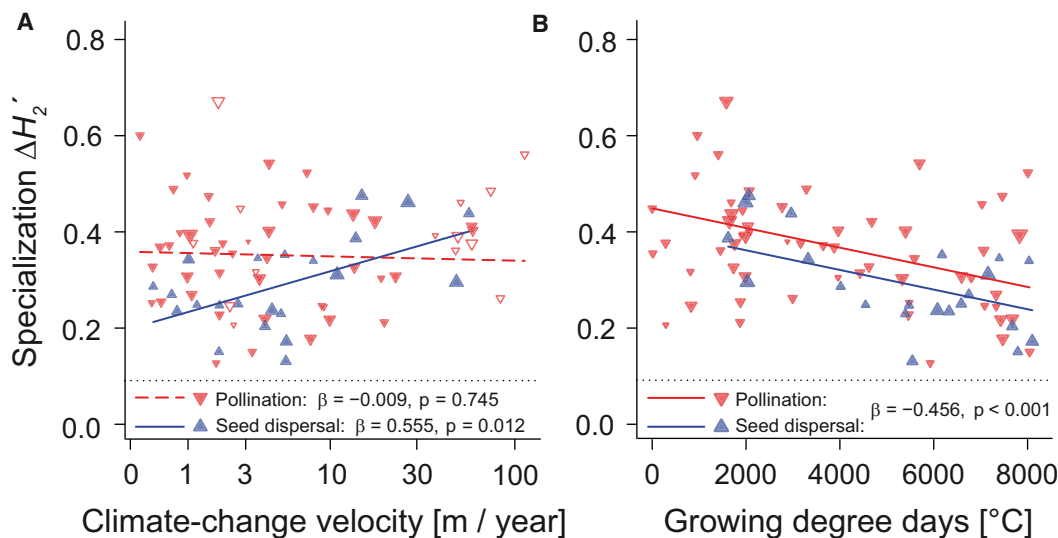 A
B
Specialization ΔH₂′
0.8
0.6
0.4
0.2
0.0
Pollination: β = −0.009, p = 0.745
Seed dispersal: β = 0.555, p = 0.012
0 1 3 10 30 100
Climate-change velocity [m / year]
0.8
0.6
0.4
0.2
0.0
Pollination:
β = −0.456, p < 0.001
Seed dispersal:
0 2000 4000 6000 8000
Growing degree days [°C]